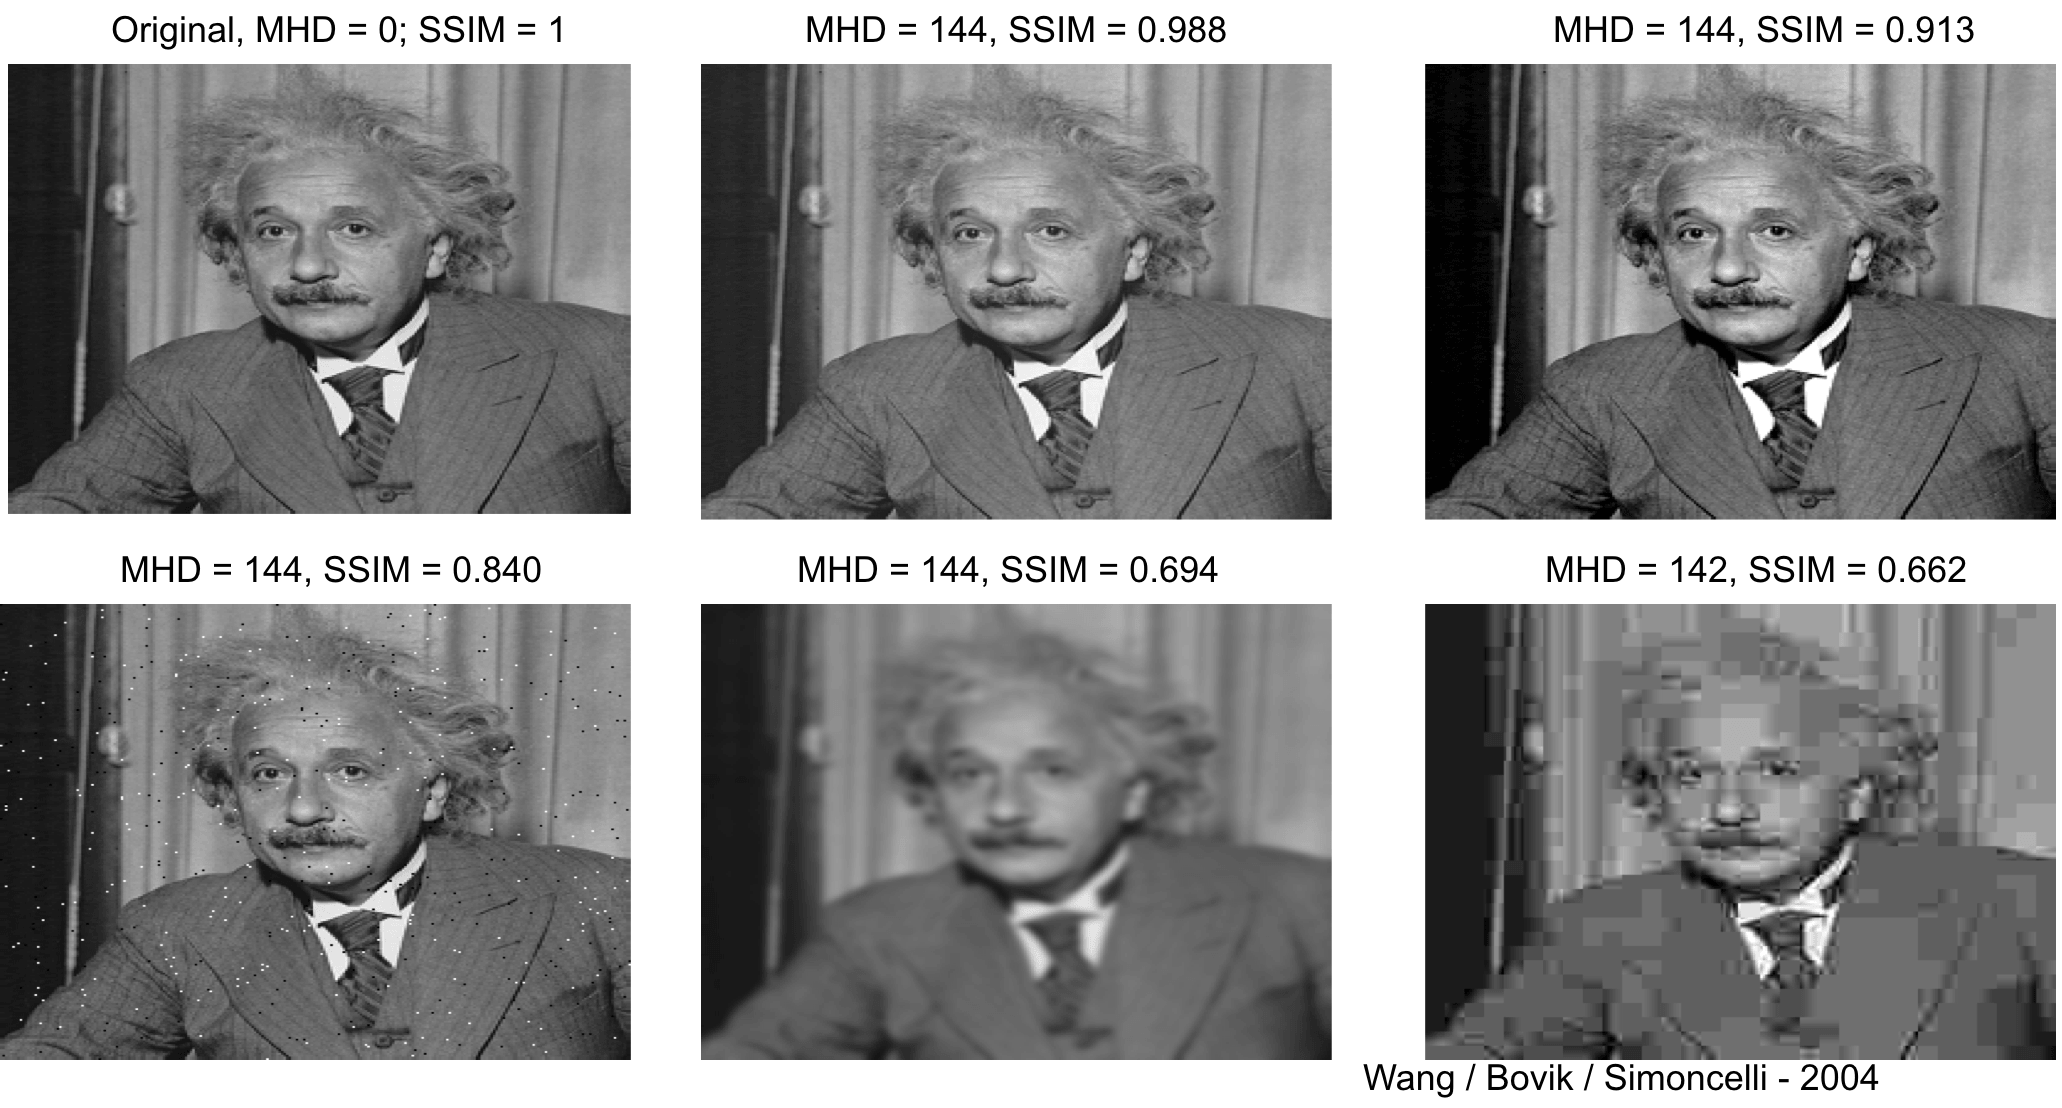 Original, MHD = 0; SSIM = 1
MHD = 144, SSIM = 0.988
MHD = 144, SSIM = 0.913
MHD = 144, SSIM = 0.840
MHD = 144, SSIM = 0.694
MHD = 142, SSIM = 0.662
Wang / Bovik / Simoncelli - 2004